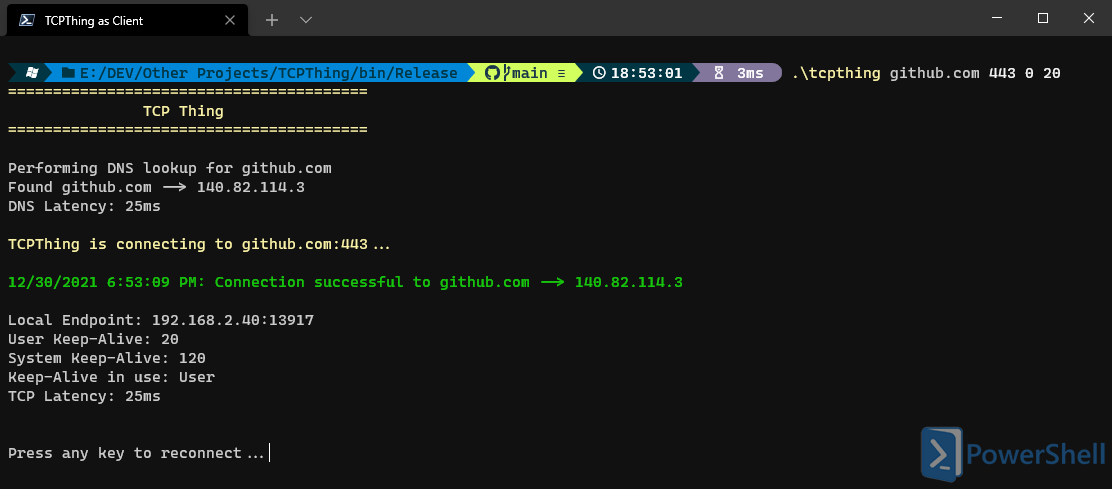 TCPThing as Client
E:/DEV/Other Projects/TCPThing/bin/Release main ≡ 18:53:01 3ms .\tcpthing github.com 443 0 20
========================================
TCP Thing
========================================
Performing DNS lookup for github.com
Found github.com —> 140.82.114.3
DNS Latency: 25ms
TCPThing is connecting to github.com:443...
12/30/2021 6:53:09 PM: Connection successful to github.com —> 140.82.114.3
Local Endpoint: 192.168.2.40:13917
User Keep-Alive: 20
System Keep-Alive: 120
Keep-Alive in use: User
TCP Latency: 25ms
Press any key to reconnect...
PowerShell